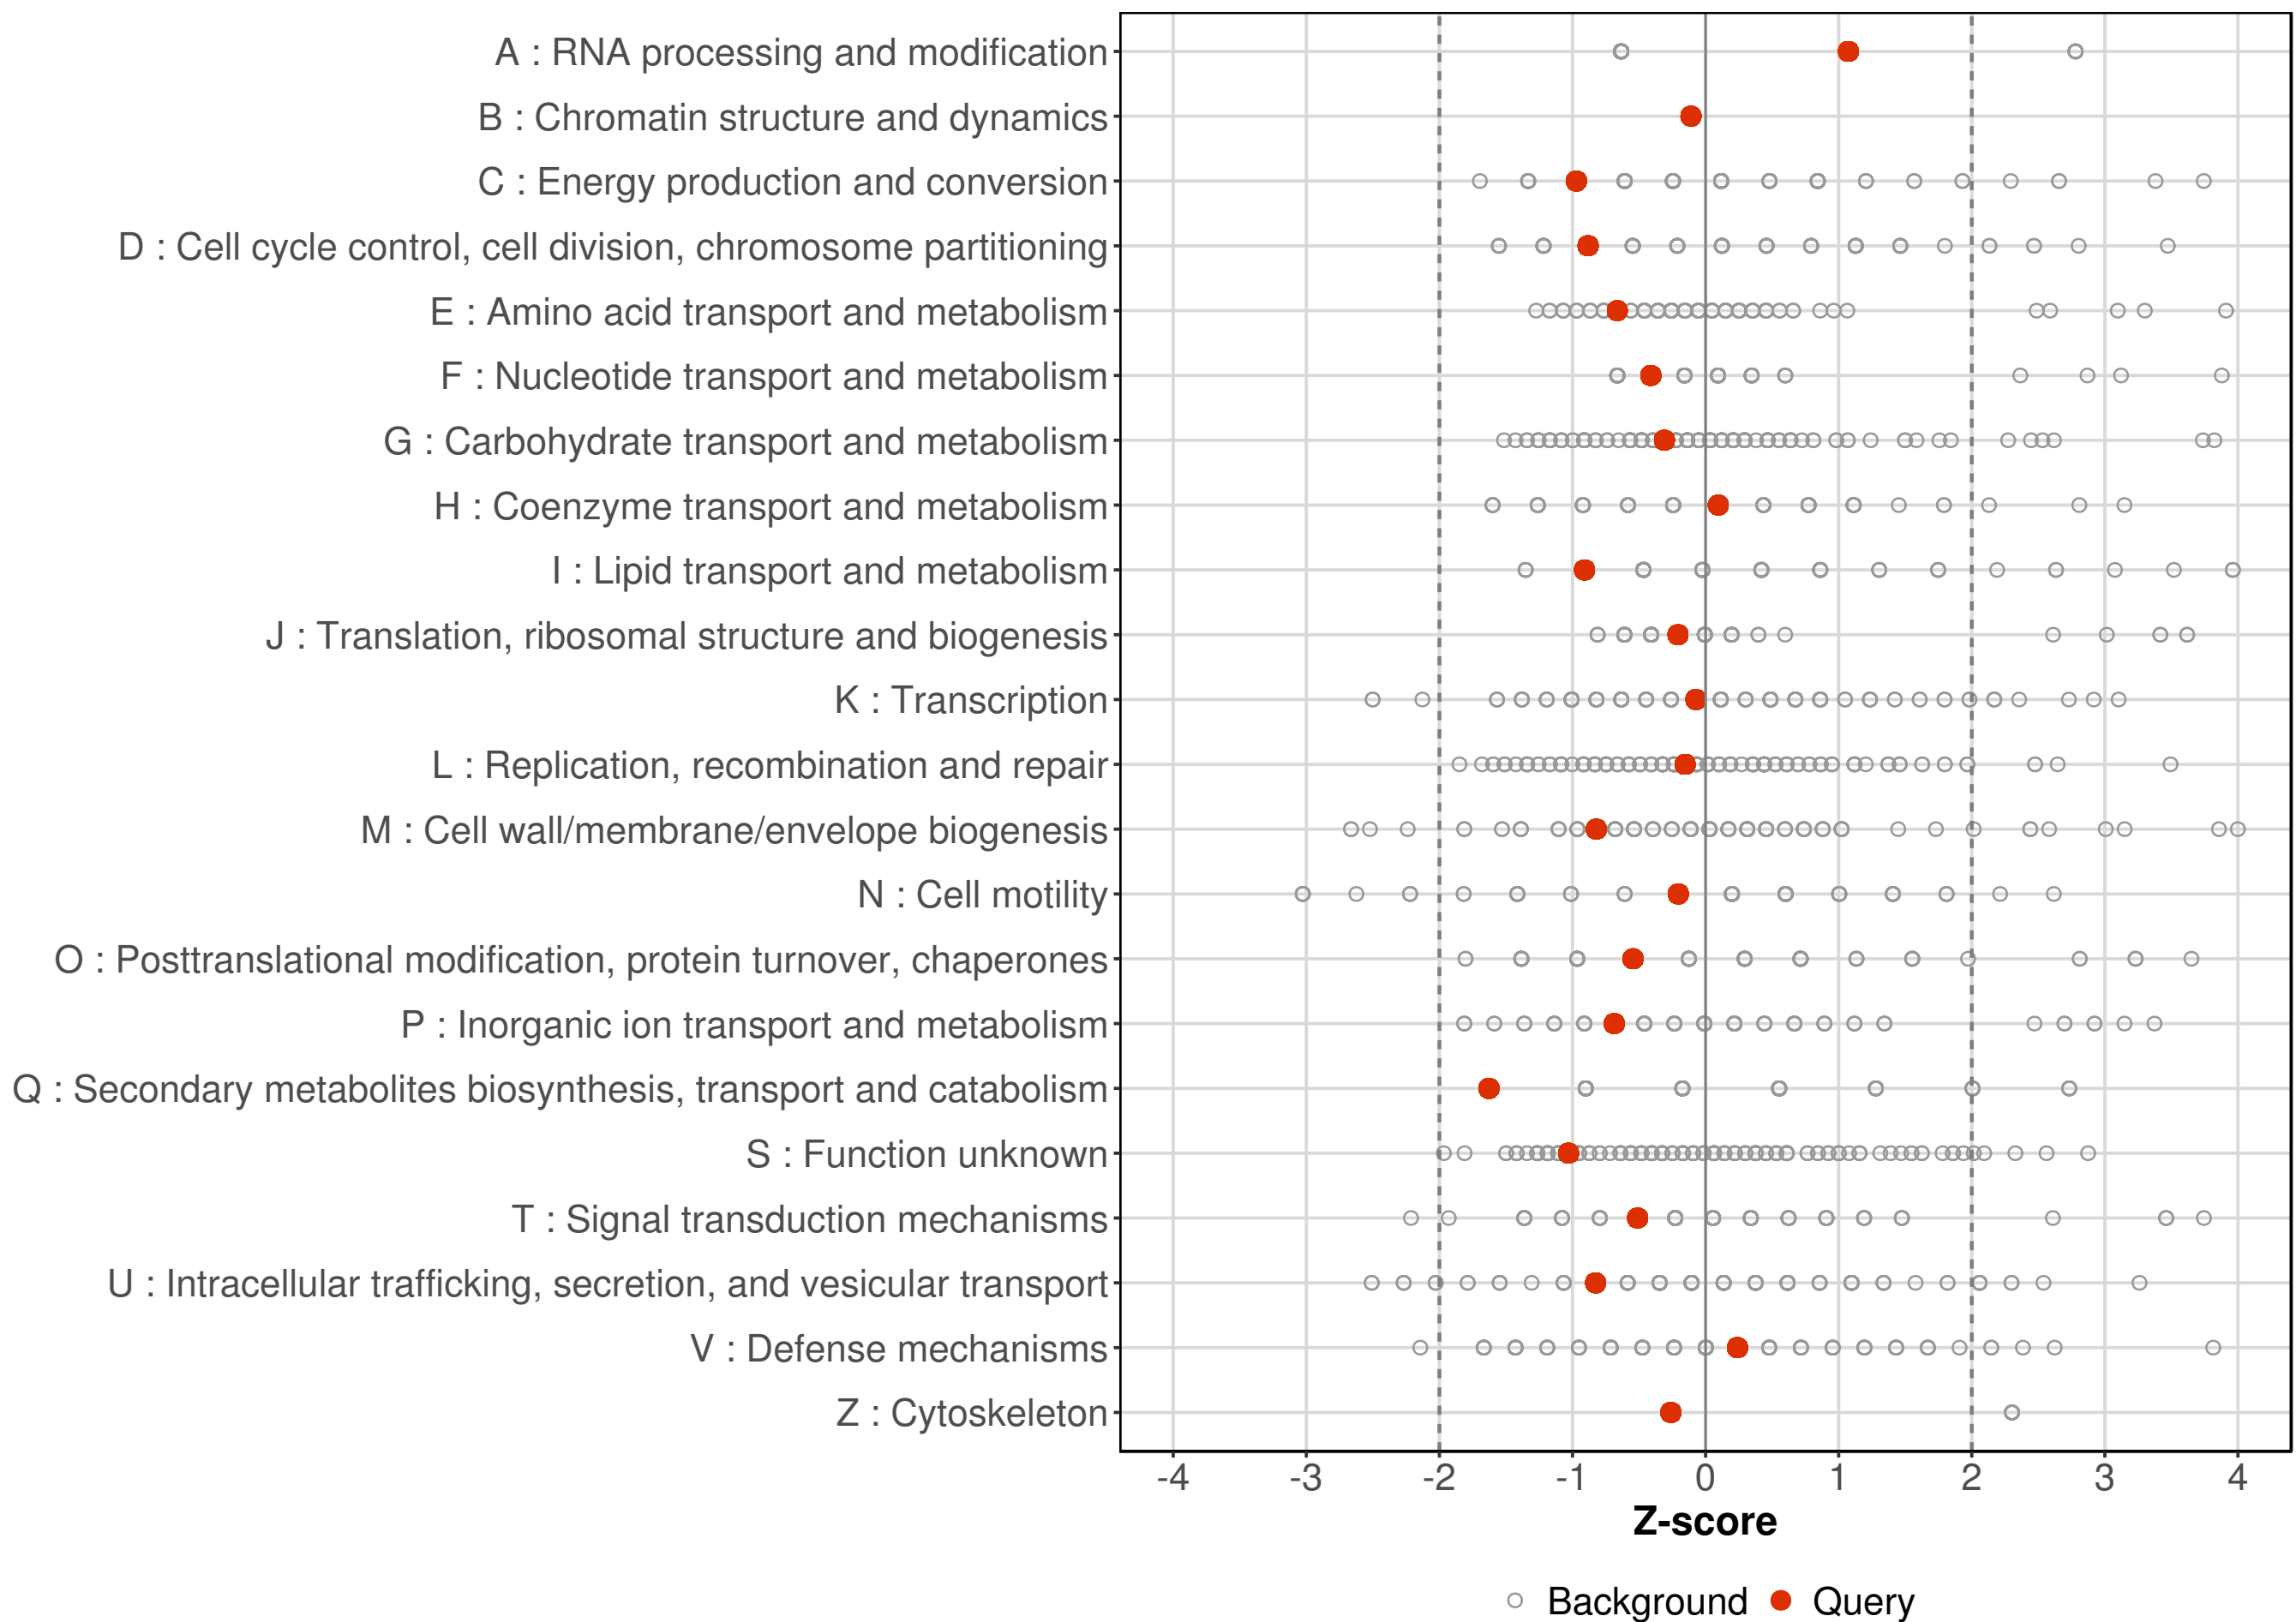 A : RNA processing and modification
B : Chromatin structure and dynamics
C : Energy production and conversion
D : Cell cycle control, cell division, chromosome partitioning
E : Amino acid transport and metabolism
F : Nucleotide transport and metabolism
G : Carbohydrate transport and metabolism
H : Coenzyme transport and metabolism
I : Lipid transport and metabolism
J : Translation, ribosomal structure and biogenesis
K : Transcription
L : Replication, recombination and repair
M : Cell wall/membrane/envelope biogenesis
N : Cell motility
O : Posttranslational modification, protein turnover, chaperones
P : Inorganic ion transport and metabolism
Q : Secondary metabolites biosynthesis, transport and catabolism
S : Function unknown
T : Signal transduction mechanisms
U : Intracellular trafficking, secretion, and vesicular transport
V : Defense mechanisms
Z : Cytoskeleton
-4 -3 -2 -1 0 1 2 3 4
Z-score
Background Query